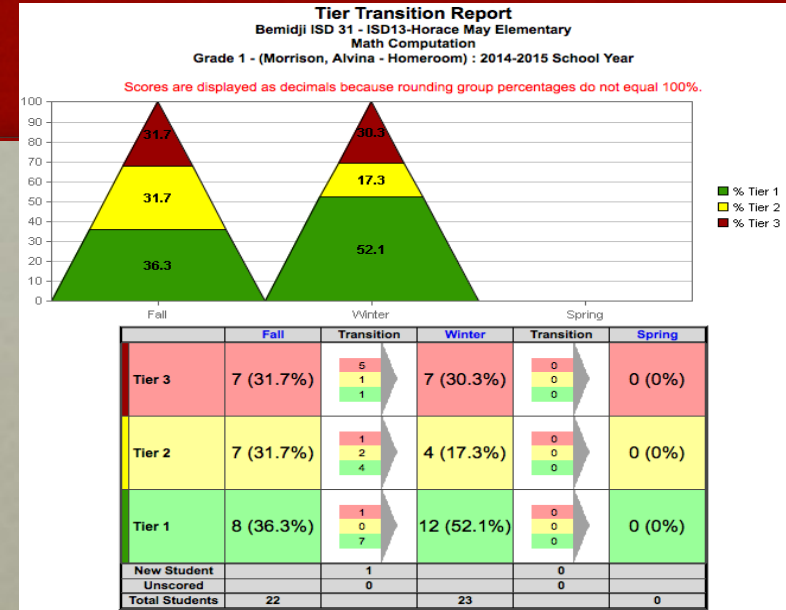 Tier Transition Report
Bemidji ISD 31 - ISD13-Horace May Elementary
Math Computation
Grade 1 - (Morrison, Alvina - Homeroom) : 2014-2015 School Year
Scores are displayed as decimals because rounding group percentages do not equal 100%.
100
90
80
70
60
50
40
30
20
10
0
31.7
31.7
36.3
30.3
17.3
52.1
Fall
Winter
Spring
% Tier 1
% Tier 2
% Tier 3
Fall Transition Winter Transition Spring
Tier 3 7 (31.7%) 7 (30.3%) 0 (0%)
5 0
1 0
1 0
Tier 2 7 (31.7%) 4 (17.3%) 0 (0%)
1 0
2 0
4 0
Tier 1 8 (36.3%) 12 (52.1%) 0 (0%)
1 0
0 0
7 0
New Student 1 0
Unscored 0 0
Total Students 22 23 0